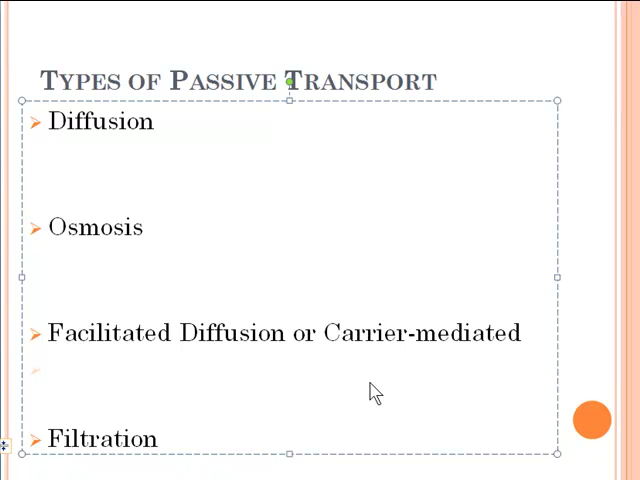 Types of Passive Transport
Diffusion
Osmosis
Facilitated Diffusion or Carrier-mediated
Filtration